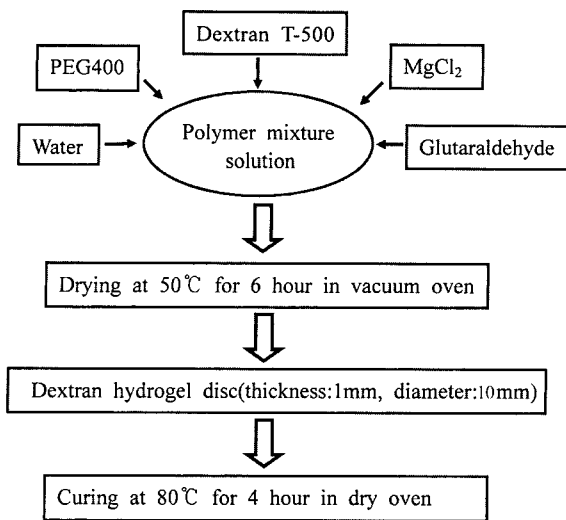 Dextran T-500
PEG400
MgCl₂
Water
Polymer mixture
solution
Glutaraldehyde
Drying at 50℃ for 6 hour in vacuum oven
Dextran hydrogel disc(thickness:1mm, diameter:10mm)
Curing at 80℃ for 4 hour in dry oven